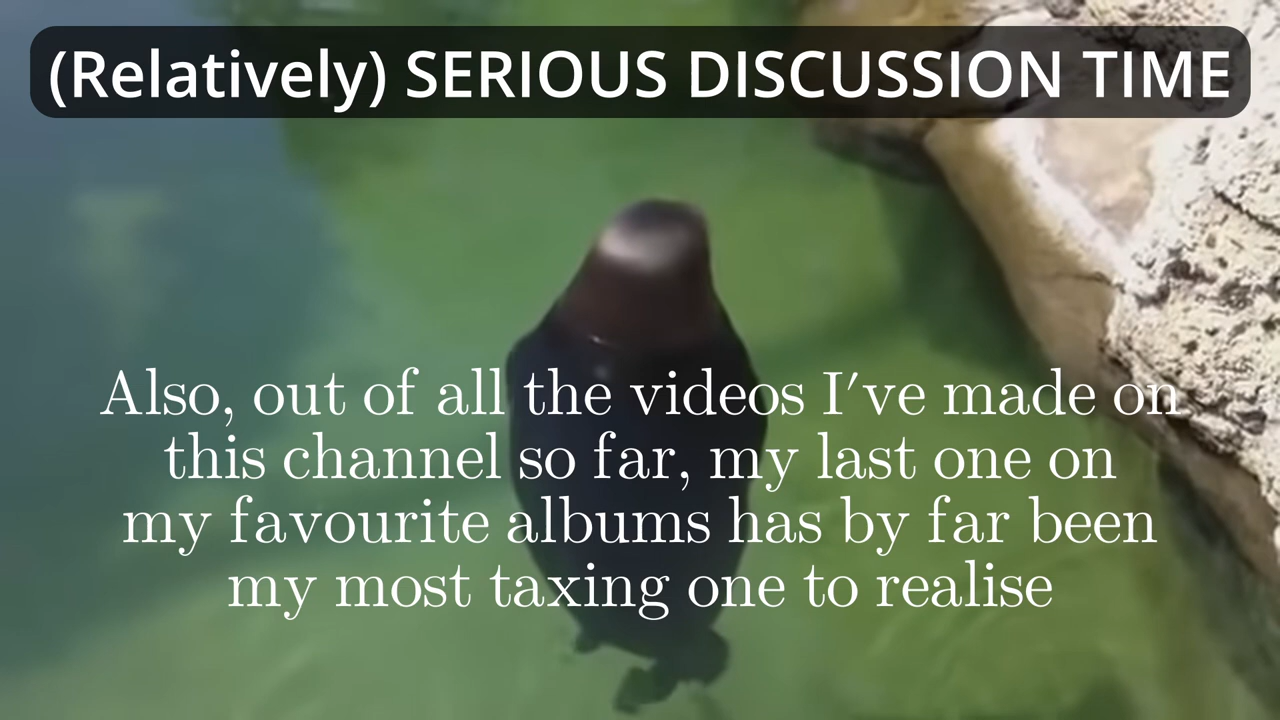 (Relatively) SERIOUS DISCUSSION TIME
Also, out of all the videos I've made on
this channel so far, my last one on
my favourite albums has by far been
my most taxing one to realise